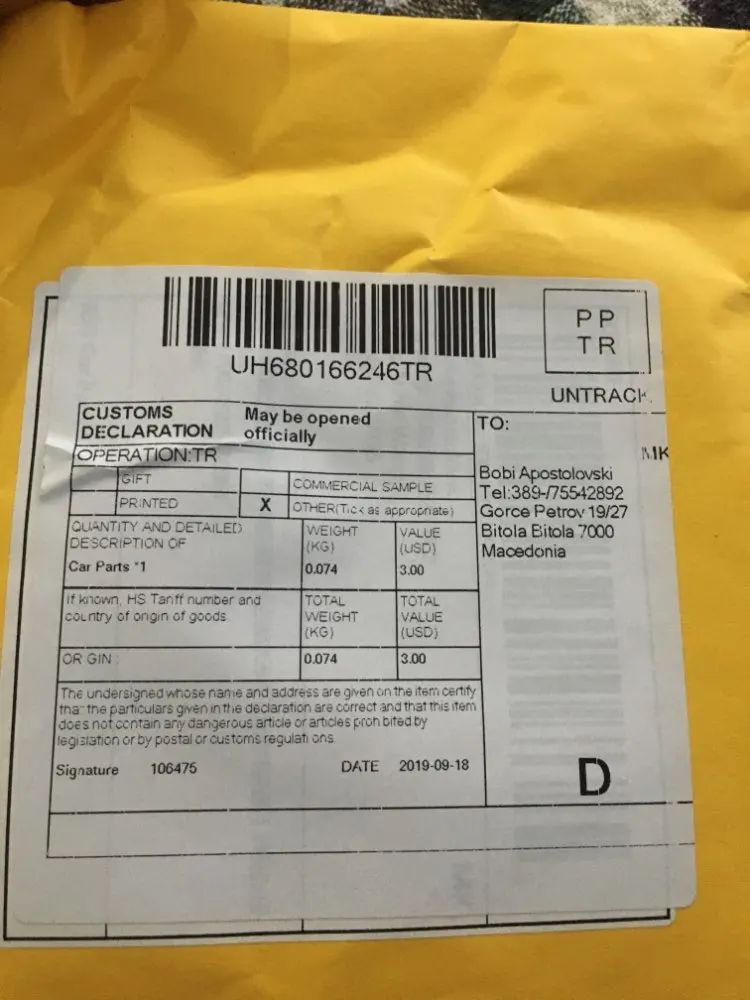 UH680166246TR
PP
TR
UNTRACK
CUSTOMS
DECLARATION
May be opened
officially
OPERATION:TR
GIFT
COMMERCIAL SAMPLE
PRINTED
X
OTHER(Tick as appropriate)
QUANTITY AND DETAILED
DESCRIPTION OF
WEIGHT
(KG)
VALUE
(USD)
Car Parts *1
0.074
3.00
If known, HS Tariff number and
country of origin of goods
TOTAL
WEIGHT
(KG)
TOTAL
VALUE
(USD)
ORIGIN
0.074
3.00
The undersigned whose name and address are given on the item certify
that the particulars given in the declaration are correct and that this item
does not contain any dangerous article or articles prohibited by
legislation or by postal or customs regulations
Signature
106475
DATE
2019-09-18
TO:
MK
Bobi Apostolovski
Tel:389-/75542892
Gorce Petrov 19/27
Bitola Bitola 7000
Macedonia
D